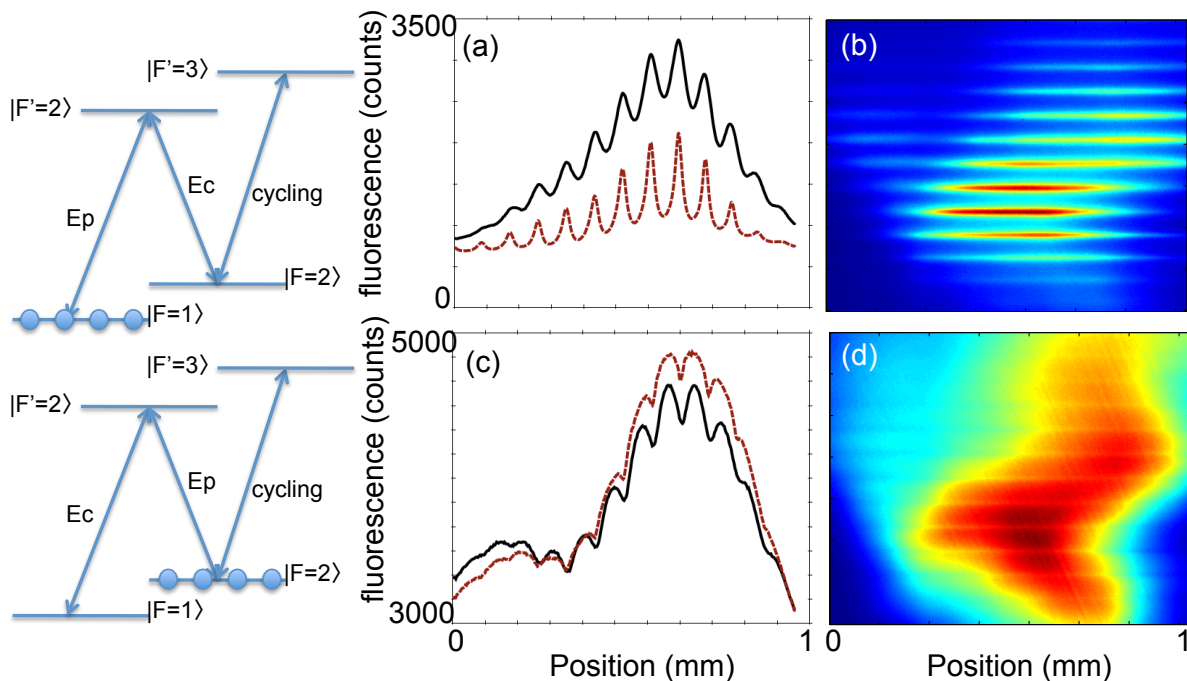 |F'=3⟩
|F'=2⟩
Ep
Ec
cycling
|F=2⟩
|F=1⟩
|F'=3⟩
|F'=2⟩
Ec
Ep
cycling
|F=2⟩
|F=1⟩
3500
(a)
fluorescence (counts)
0
(b)
5000
(c)
fluorescence (counts)
3000
0
1
Position (mm)
(d)
0
1
Position (mm)